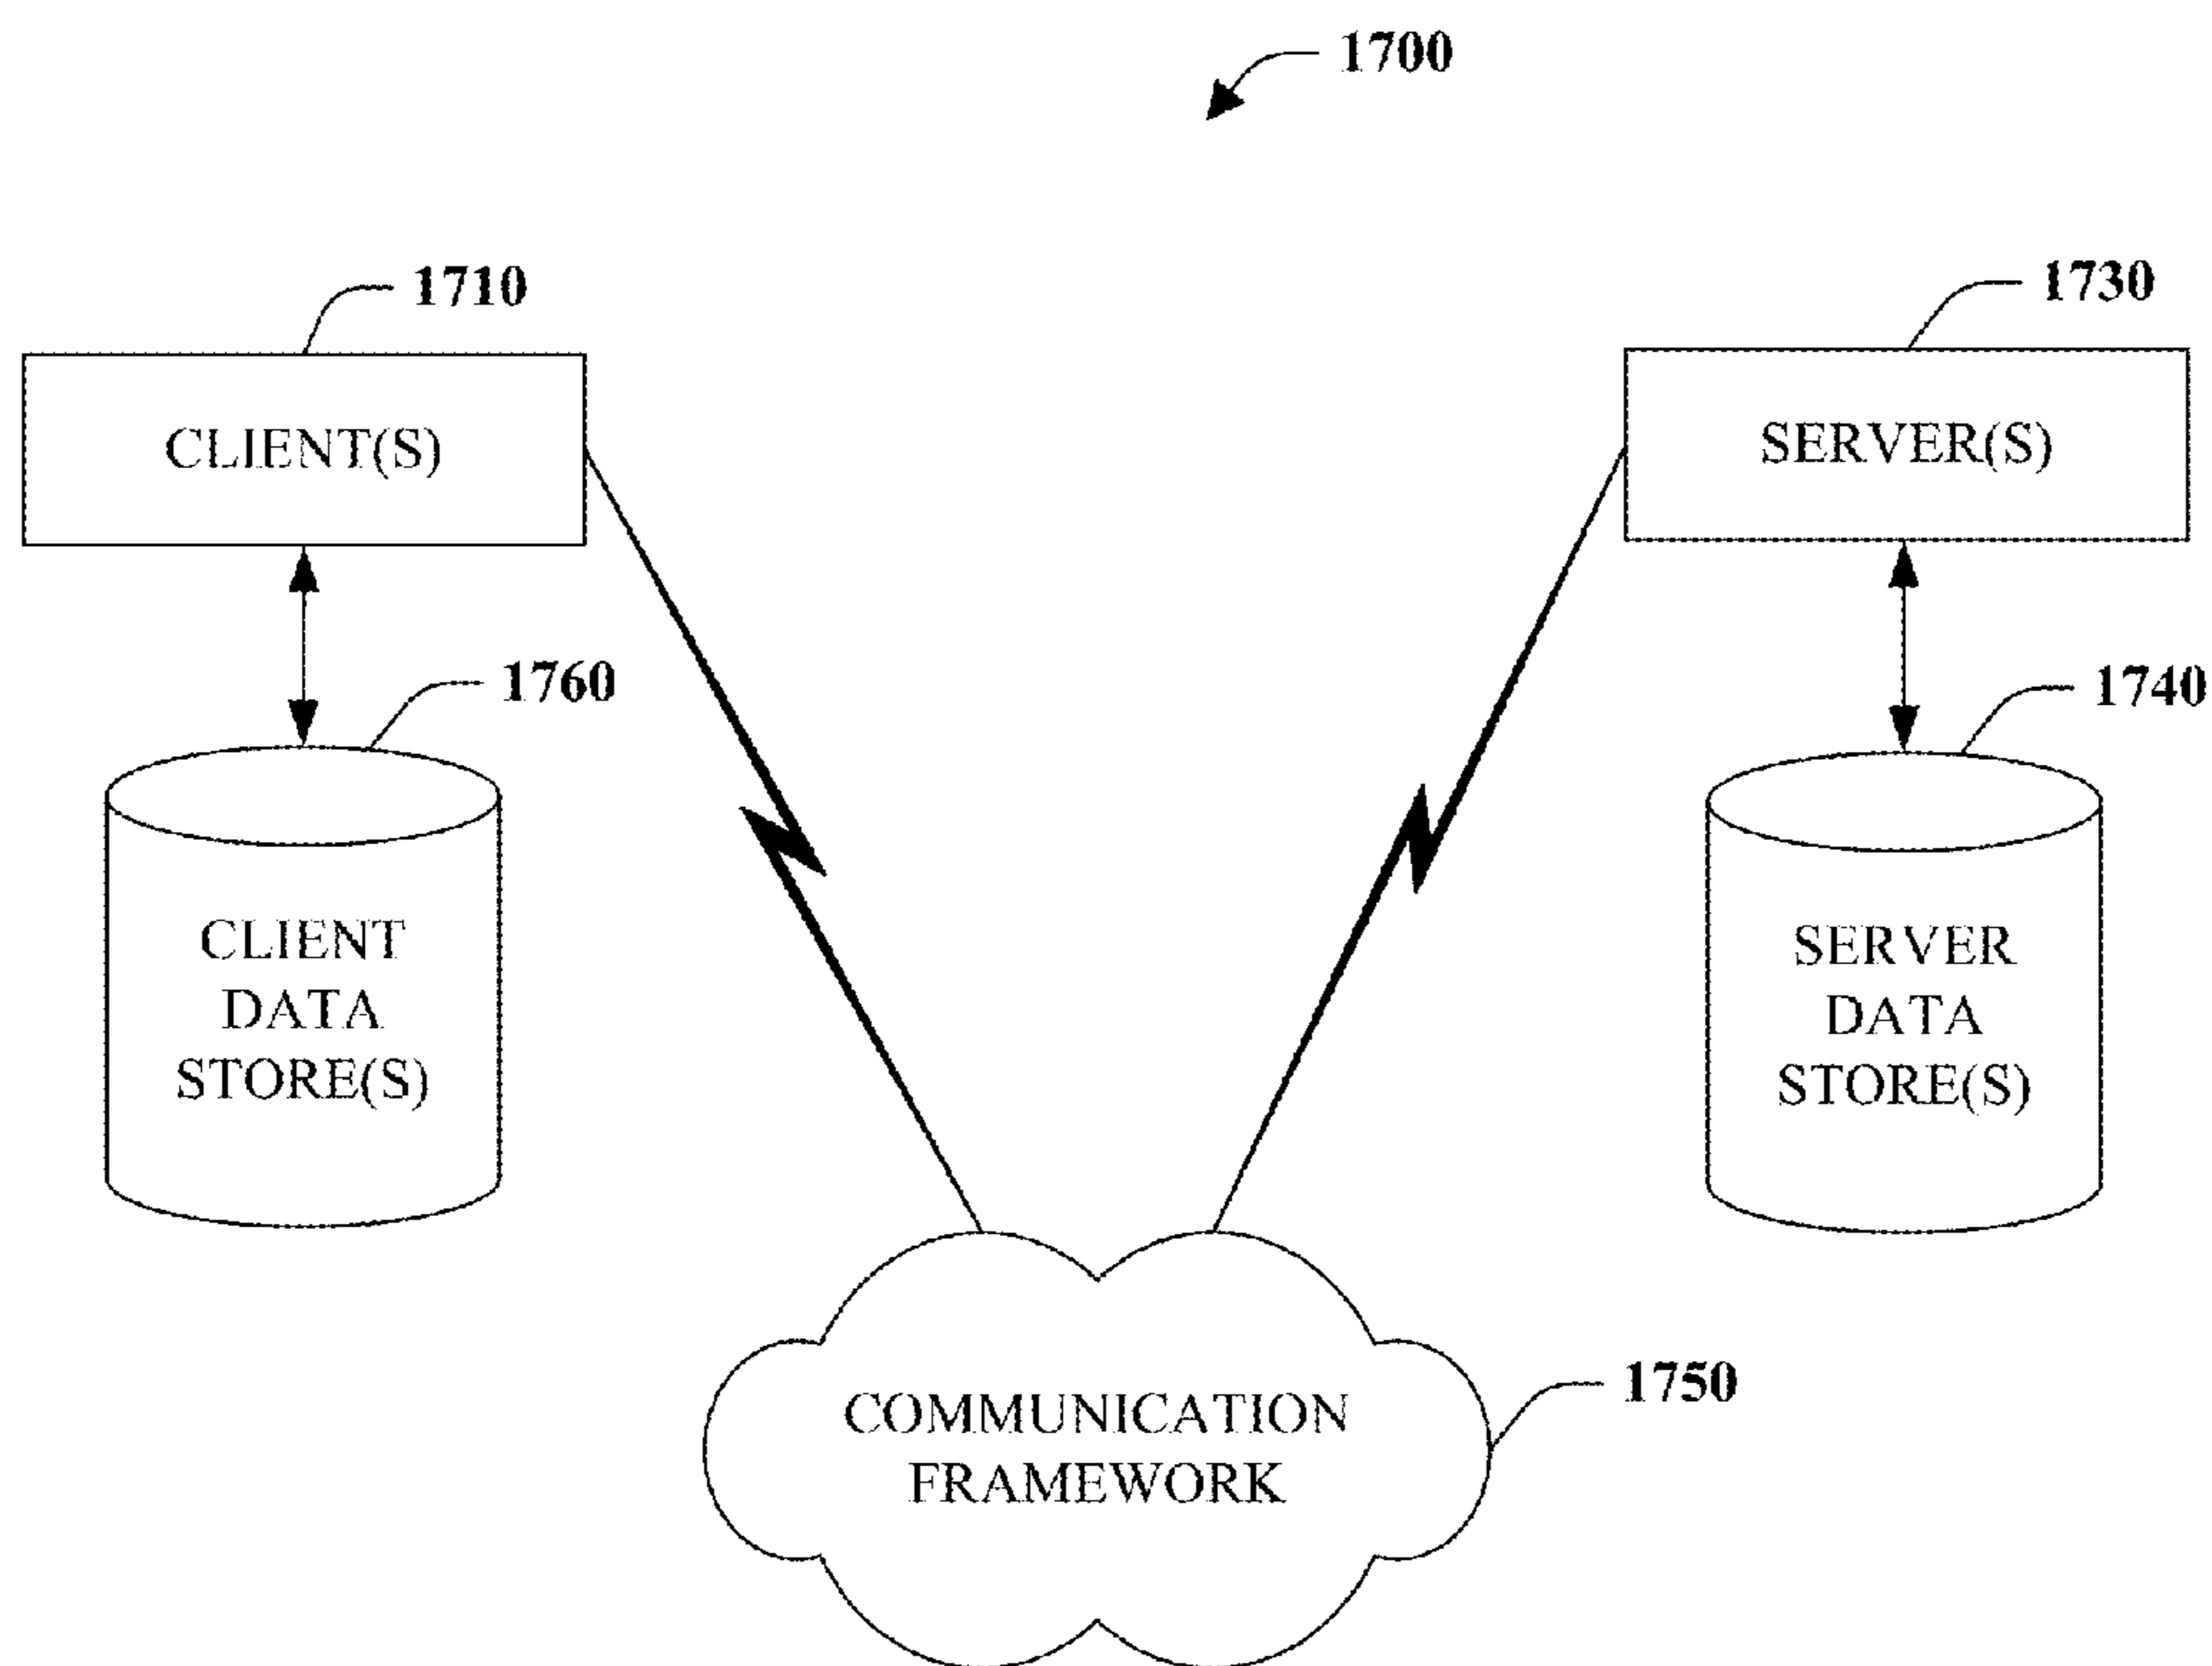 1700
1710
1730
CLIENT(S)
SERVER(S)
1760
1740
CLIENT
DATA
STORE(S)
SERVER
DATA
STORE(S)
1750
COMMUNICATION
FRAMEWORK